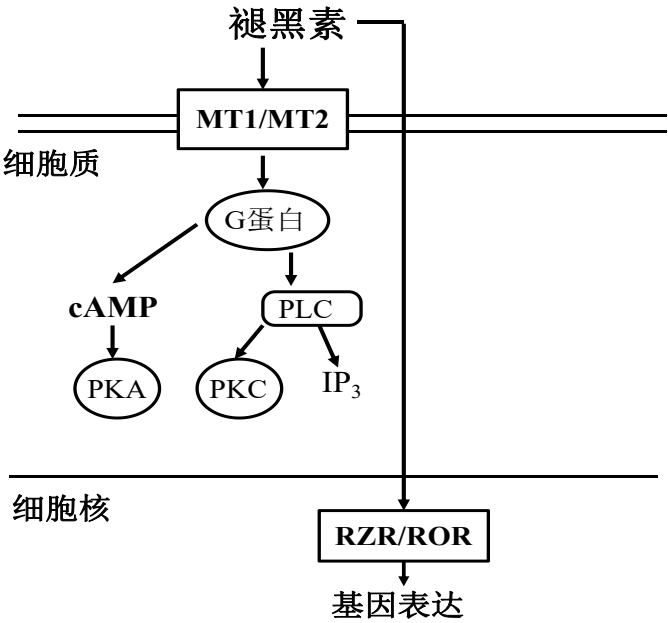 褪黑素
MT1/MT2
细胞质
G蛋白
cAMP
PLC
PKA
PKC
IP₃
细胞核
RZR/ROR
基因表达